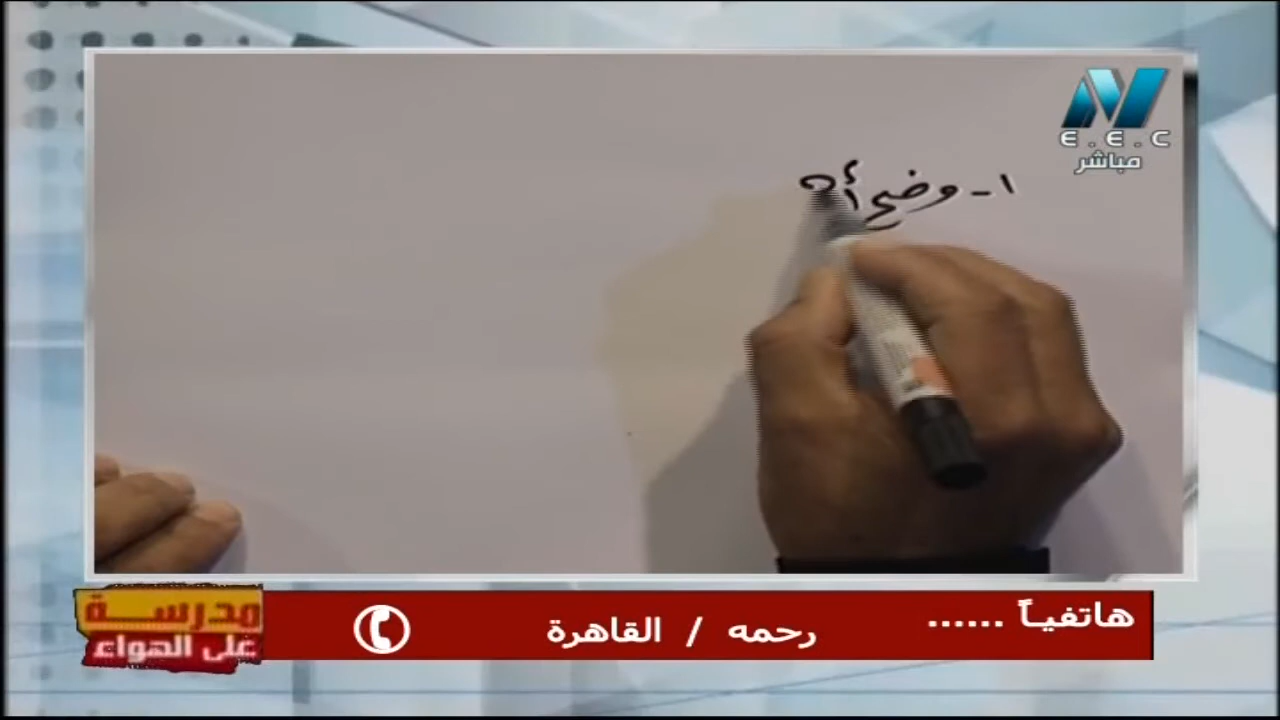 E.E.C
مباشر
١- وضح أ
هاتفياً ......
رحمه / القاهرة
مدرسة
على الهواء